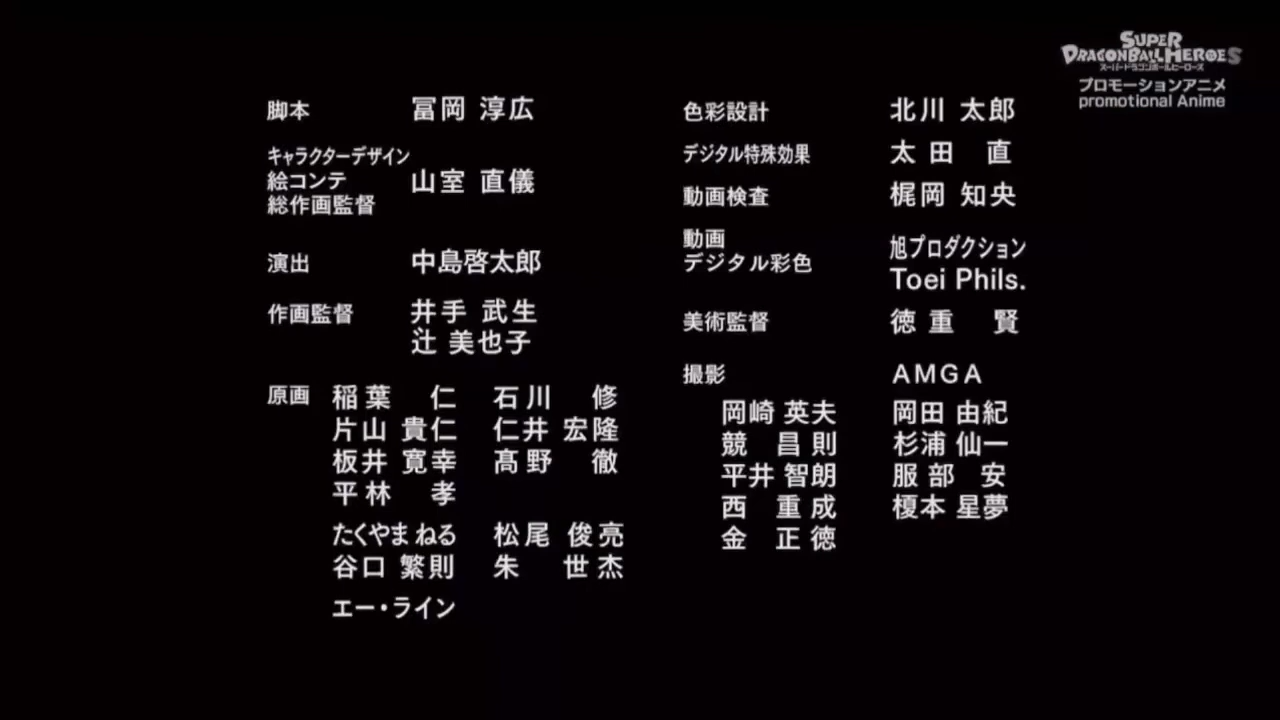 SUPER
DRAGONBALL HEROES
スーパードラゴンボールヒーローズ
プロモーションアニメ
promotional Anime
脚本 冨岡 淳広
キャラクターデザイン
絵コンテ 山室 直儀
総作画監督
演出 中島啓太郎
作画監督 井手 武生
辻 美也子
原画 稲葉 仁 石川 修
片山 貴仁 仁井 宏隆
板井 寛幸 髙野 徹
平林 孝
たくやま ねる 松尾 俊亮
谷口 繁則 朱 世杰
エー・ライン
色彩設計 北川 太郎
デジタル特殊効果 太田 直
動画検査 梶岡 知央
動画 旭プロダクション
デジタル彩色 Toei Phils.
美術監督 徳重 賢
撮影 AMGA
岡崎 英夫 岡田 由紀
競 昌則 杉浦 仙一
平井 智朗 服部 安
西 重成 榎本 星夢
金 正徳